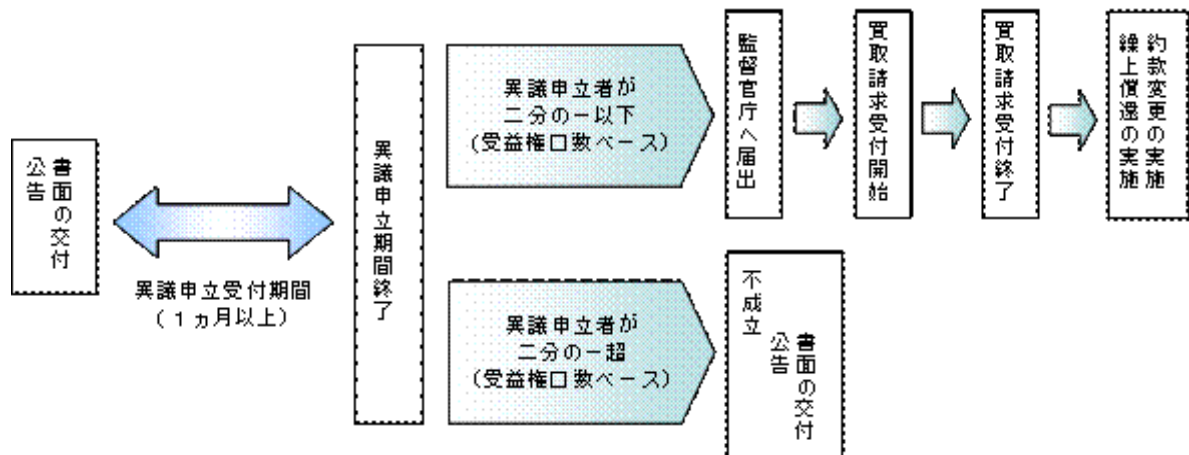 書面の交付
公告
異議申立受付期間
(1ヵ月以上)
異議申立期間終了
異議申立者が
二分の一以下
(受益権口数ベース)
監督官庁へ届出
買取請求受付開始
買取請求受付終了
約款変更の実施
繰上償還の実施
異議申立者が
二分の一超
(受益権口数ベース)
不成立
書面の交付
公告